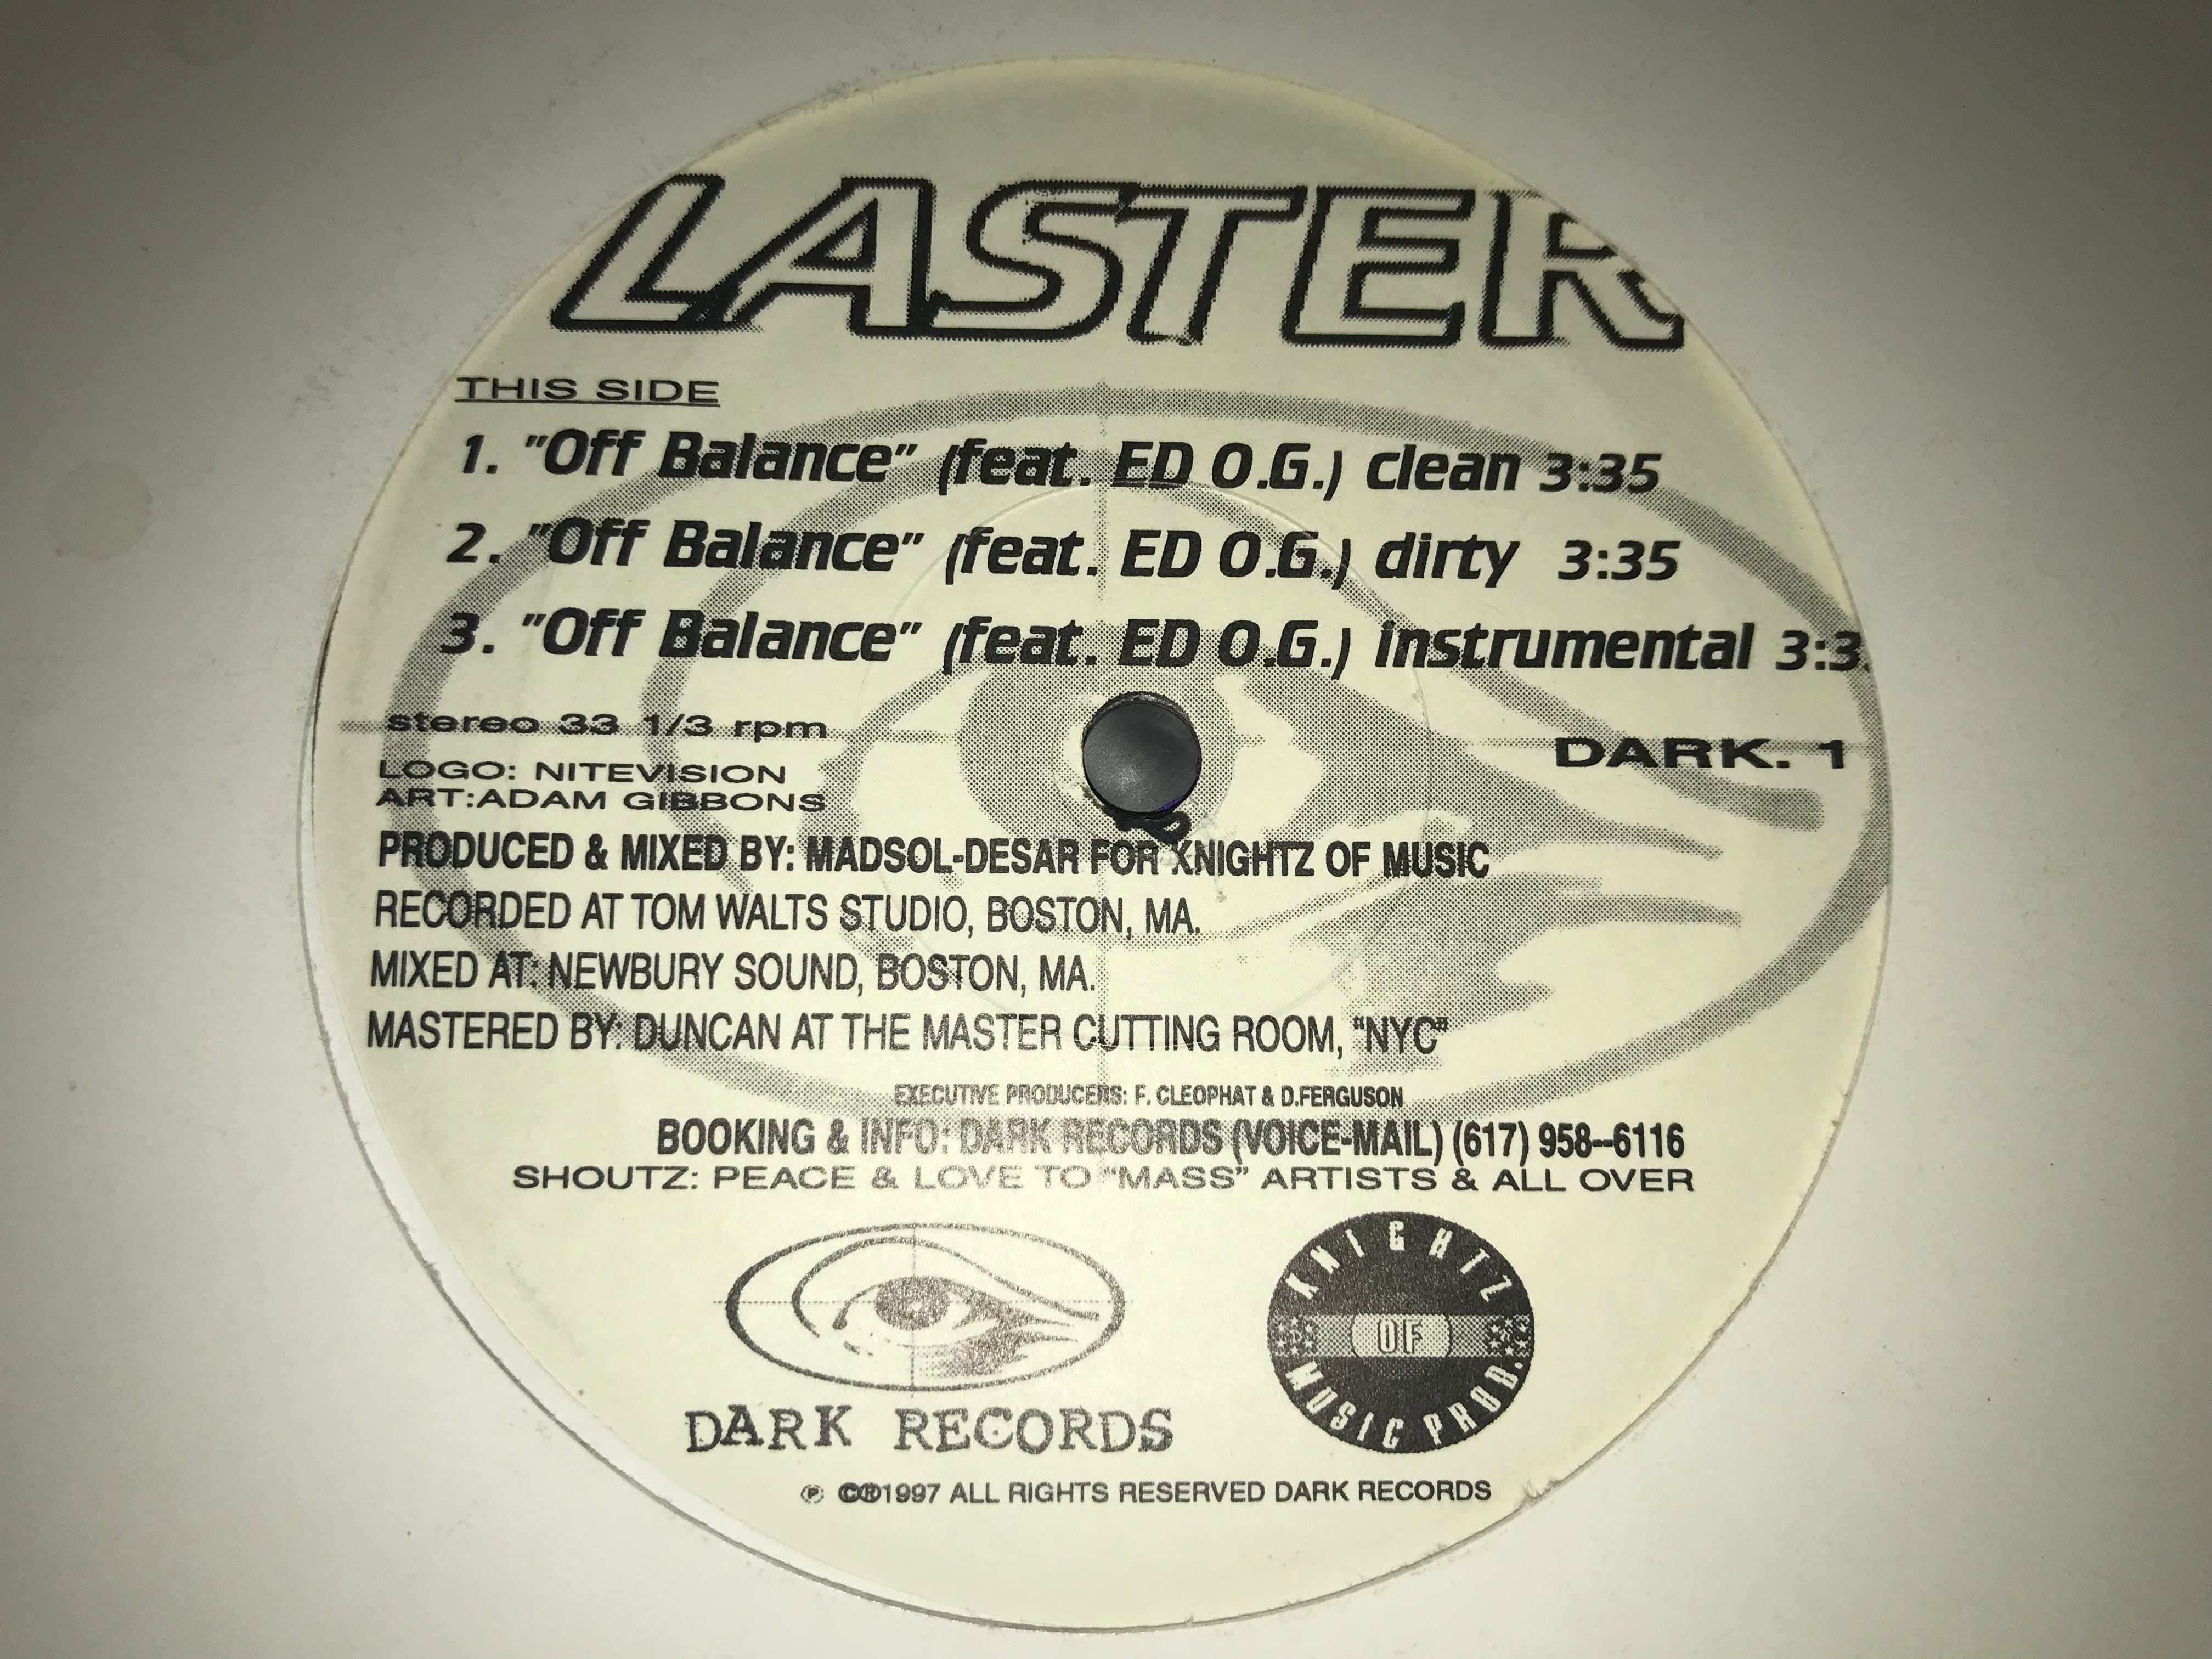 LASTER
THIS SIDE
1. "Off Balance" (feat. ED O.G.) clean 3:35
2. "Off Balance" (feat. ED O.G.) dirty 3:35
3. "Off Balance" (feat. ED O.G.) instrumental 3:3
stereo 33 1/3 rpm
DARK. 1
LOGO: NITEVISION
ART:ADAM GIBBONS
PRODUCED & MIXED BY: MADSOL-DESAR FOR KNIGHTZ OF MUSIC
RECORDED AT TOM WALTS STUDIO, BOSTON, MA.
MIXED AT: NEWBURY SOUND, BOSTON, MA.
MASTERED BY: DUNCAN AT THE MASTER CUTTING ROOM, "NYC"
EXECUTIVE PRODUCERS: F. CLEOPHAT & D.FERGUSON
BOOKING & INFO: DARK RECORDS (VOICE-MAIL) (617) 958--6116
SHOUTZ: PEACE & LOVE TO "MASS" ARTISTS & ALL OVER
DARK RECORDS
KNIGHTZ
OF
MUSIC PROD.
℗ ©®1997 ALL RIGHTS RESERVED DARK RECORDS